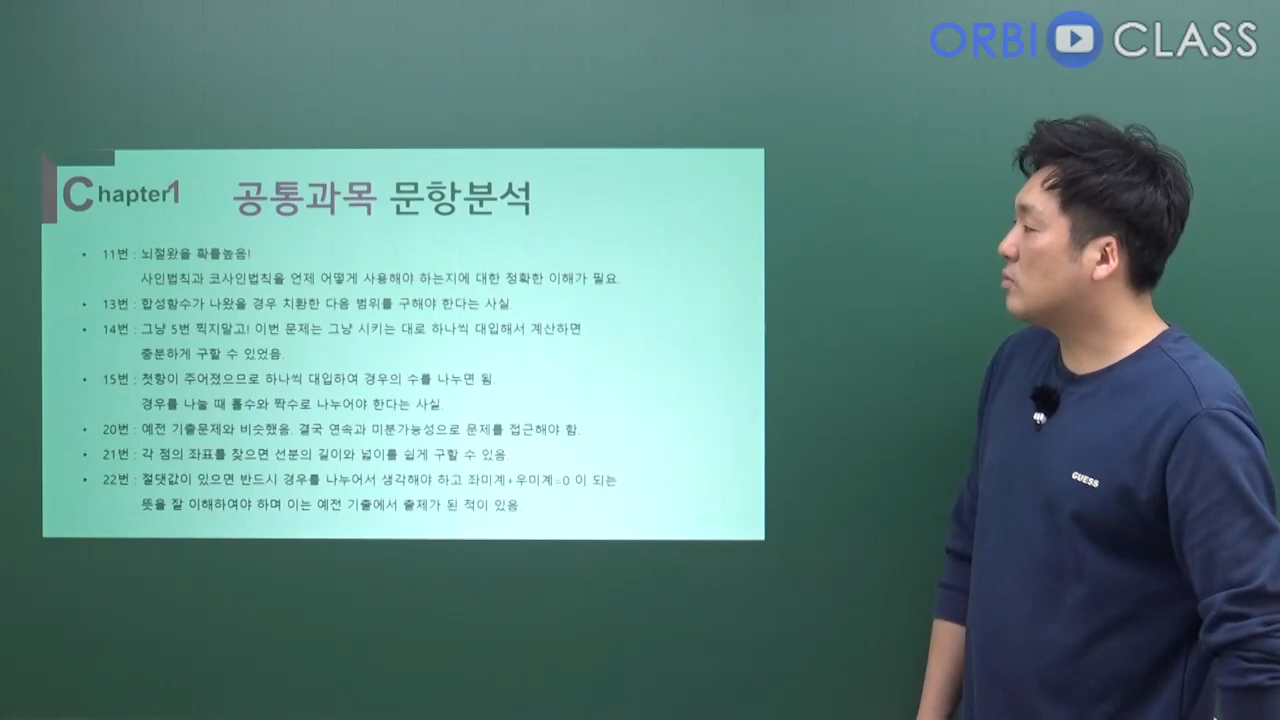 ORBI CLASS
Chapter1 공통과목 문항분석
• 11번 : 뇌절왔을 확률높음!
사인법칙과 코사인법칙을 언제 어떻게 사용해야 하는지에 대한 정확한 이해가 필요.
• 13번 : 합성함수가 나왔을 경우 치환한 다음 범위를 구해야 한다는 사실.
• 14번 : 그냥 5번 찍지말고! 이번 문제는 그냥 시키는 대로 하나씩 대입해서 계산하면
충분하게 구할 수 있었음.
• 15번 : 첫항이 주어졌으므로 하나씩 대입하여 경우의 수를 나누면 됨.
경우를 나눌 때 홀수와 짝수로 나누어야 한다는 사실.
• 20번 : 예전 기출문제와 비슷했음. 결국 연속과 미분가능성으로 문제를 접근해야 함.
• 21번 : 각 점의 좌표를 찾으면 선분의 길이와 넓이를 쉽게 구할 수 있음.
• 22번 : 절댓값이 있으면 반드시 경우를 나누어서 생각해야 하고 좌미계+우미계=0 이 되는
뜻을 잘 이해하여야 하며 이는 예전 기출에서 출제가 된 적이 있음.
GUESS